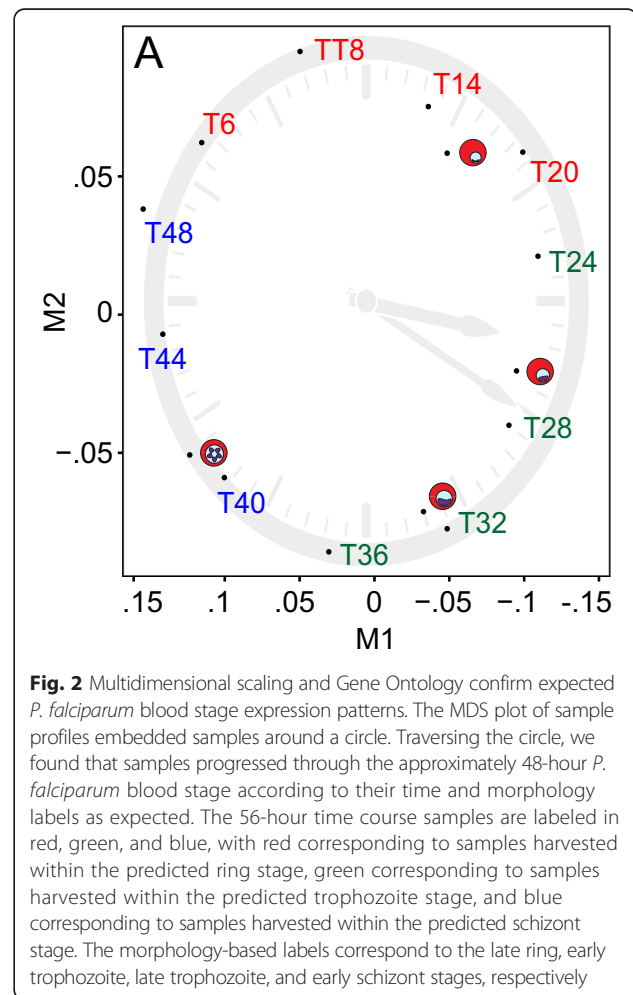 A
TT8
T14
T6
T20
.05
T48
T24
M2
0
T44
T28
−.05
T40
T32
T36
.15 .1 .05 0 −.05 −.1 -.15
M1
Fig. 2 Multidimensional scaling and Gene Ontology confirm expected
P. falciparum blood stage expression patterns. The MDS plot of sample
profiles embedded samples around a circle. Traversing the circle, we
found that samples progressed through the approximately 48-hour P.
falciparum blood stage according to their time and morphology
labels as expected. The 56-hour time course samples are labeled in
red, green, and blue, with red corresponding to samples harvested
within the predicted ring stage, green corresponding to samples
harvested within the predicted trophozoite stage, and blue
corresponding to samples harvested within the predicted schizont
stage. The morphology-based labels correspond to the late ring, early
trophozoite, late trophozoite, and early schizont stages, respectively